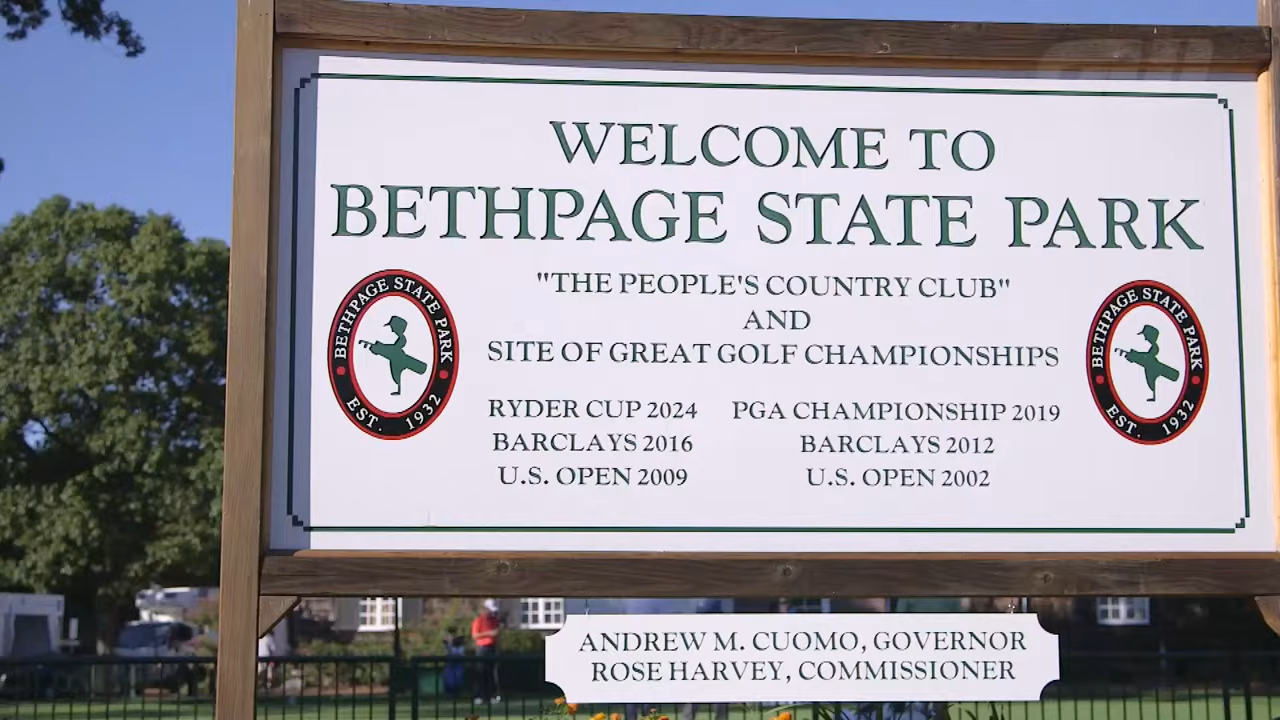 WELCOME TO
BETHPAGE STATE PARK
"THE PEOPLE'S COUNTRY CLUB"
AND
SITE OF GREAT GOLF CHAMPIONSHIPS
BETHPAGE STATE PARK
EST. 1932
RYDER CUP 2024 PGA CHAMPIONSHIP 2019
BARCLAYS 2016 BARCLAYS 2012
U.S. OPEN 2009 U.S. OPEN 2002
BETHPAGE STATE PARK
EST. 1932
ANDREW M. CUOMO, GOVERNOR
ROSE HARVEY, COMMISSIONER